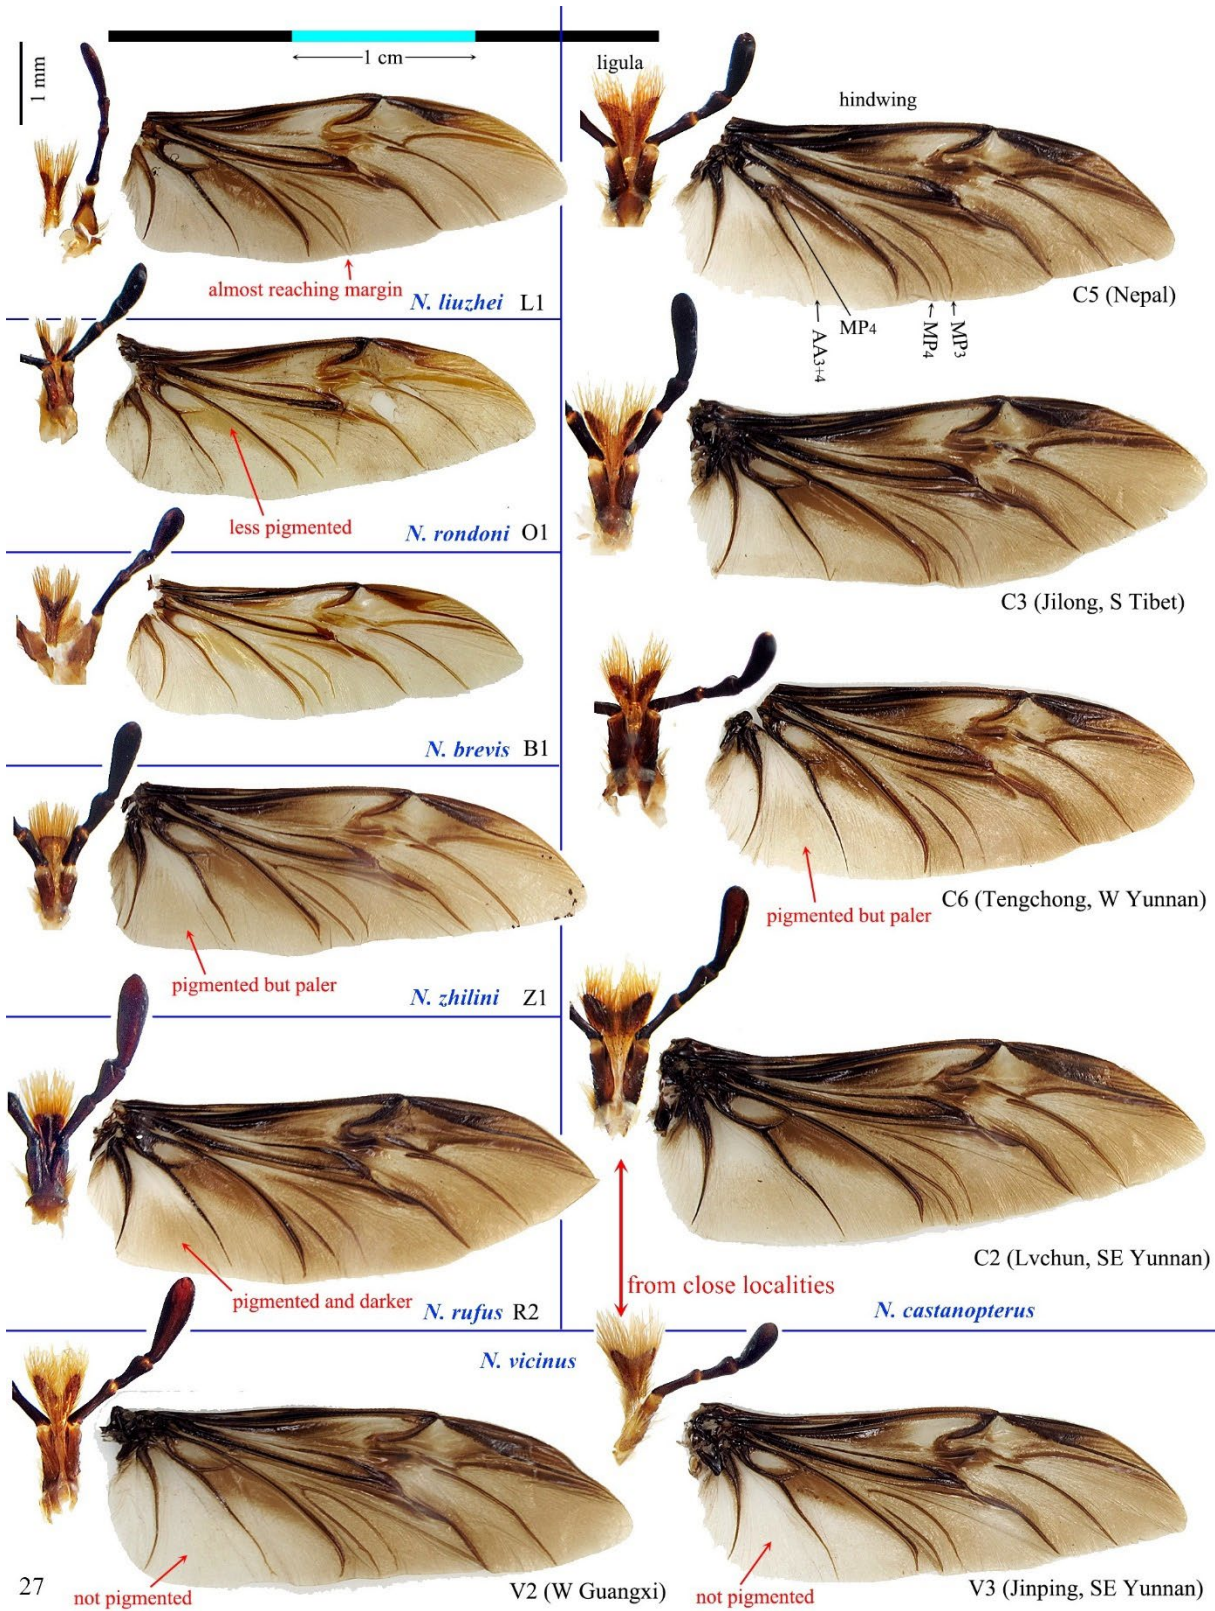 1 cm
1 mm
ligula
hindwing
almost reaching margin
N. liuzhei L1
AA3+4
MP4
MP4
MP3
C5 (Nepal)
less pigmented
N. rondoni O1
C3 (Jilong, S Tibet)
N. brevis B1
pigmented but paler
C6 (Tengchong, W Yunnan)
pigmented but paler
N. zhilini Z1
C2 (Lvchun, SE Yunnan)
from close localities
pigmented and darker
N. rufus R2
N. castanopterus
N. vicinus
not pigmented
V2 (W Guangxi)
not pigmented
V3 (Jinping, SE Yunnan)
27